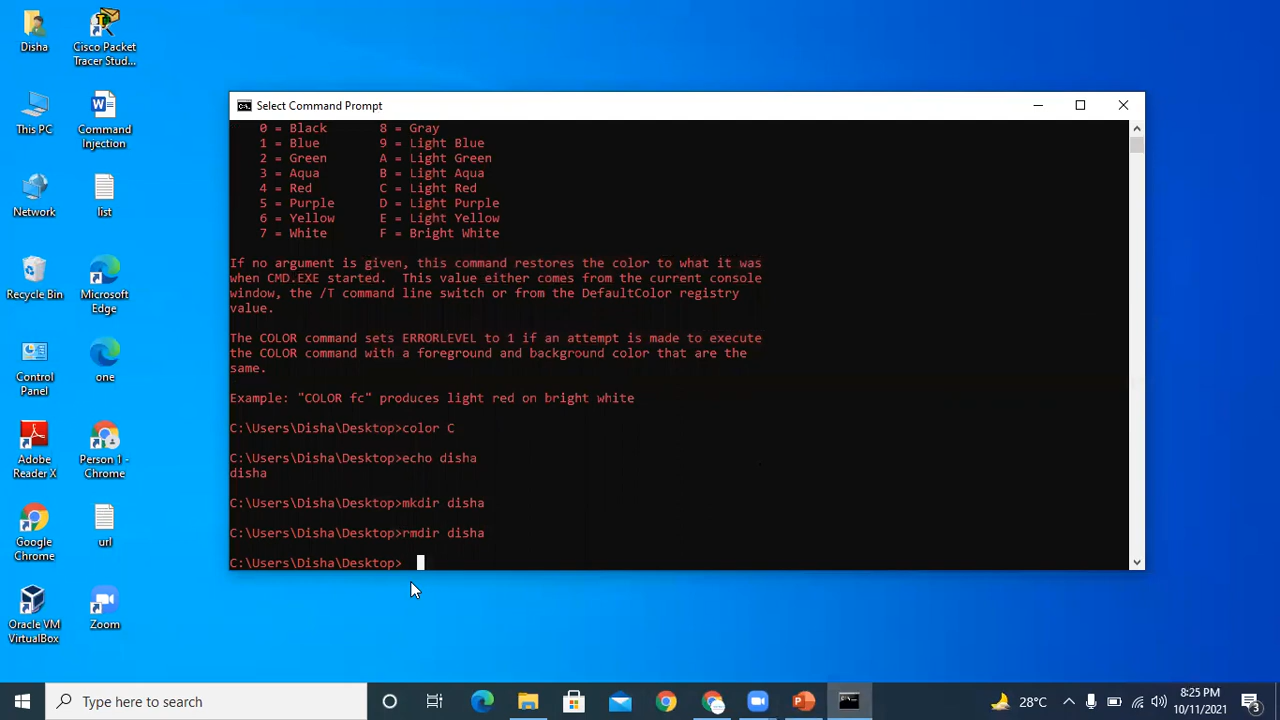 Disha
Cisco Packet
Tracer Stud...
This PC
Command
Injection
Network
list
Recycle Bin
Microsoft
Edge
Control
Panel
one
Adobe
Reader X
Person 1 -
Chrome
Google
Chrome
url
Oracle VM
VirtualBox
Zoom
Select Command Prompt
0 = Black 8 = Gray
1 = Blue 9 = Light Blue
2 = Green A = Light Green
3 = Aqua B = Light Aqua
4 = Red C = Light Red
5 = Purple D = Light Purple
6 = Yellow E = Light Yellow
7 = White F = Bright White
If no argument is given, this command restores the color to what it was
when CMD.EXE started. This value either comes from the current console
window, the /T command line switch or from the DefaultColor registry
value.
The COLOR command sets ERRORLEVEL to 1 if an attempt is made to execute
the COLOR command with a foreground and background color that are the
same.
Example: "COLOR fc" produces light red on bright white
C:\Users\Disha\Desktop>color C
C:\Users\Disha\Desktop>echo disha
disha
C:\Users\Disha\Desktop>mkdir disha
C:\Users\Disha\Desktop>rmdir disha
C:\Users\Disha\Desktop>
Type here to search
28°C
8:25 PM
10/11/2021
3